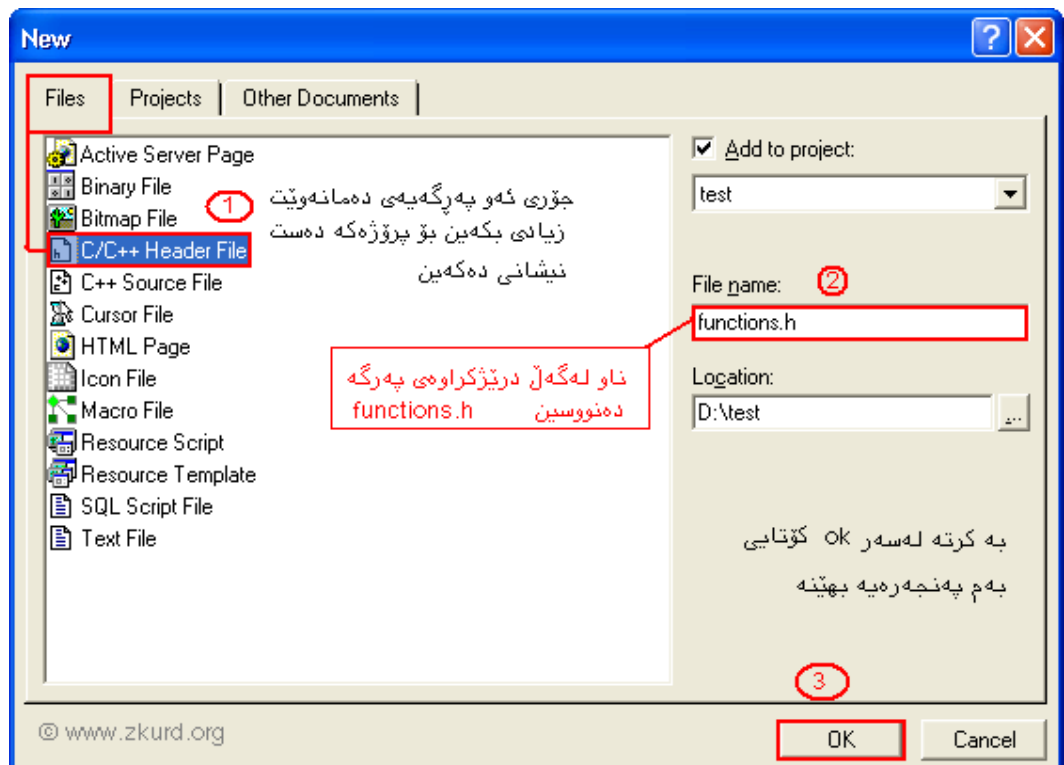 New
Files
Projects
Other Documents
Active Server Page
Binary File
Bitmap File
C/C++ Header File
C++ Source File
Cursor File
HTML Page
Icon File
Macro File
Resource Script
Resource Template
SQL Script File
Text File
1
جۆری ئەو پەڕگەیەی دەمانەوێت
زیادی بکەین بۆ پرۆژەکە دەست
نیشانی دەکەین
ناو لەگەڵ درێژکراوەی پەرگە
دەنووسین functions.h
Add to project:
test
File name:
2
functions.h
Location:
D:\test
...
بە کرتە لەسەر ok کۆتایی
بەم پەنجەرەیە بهێنە
3
© www.zkurd.org
OK
Cancel